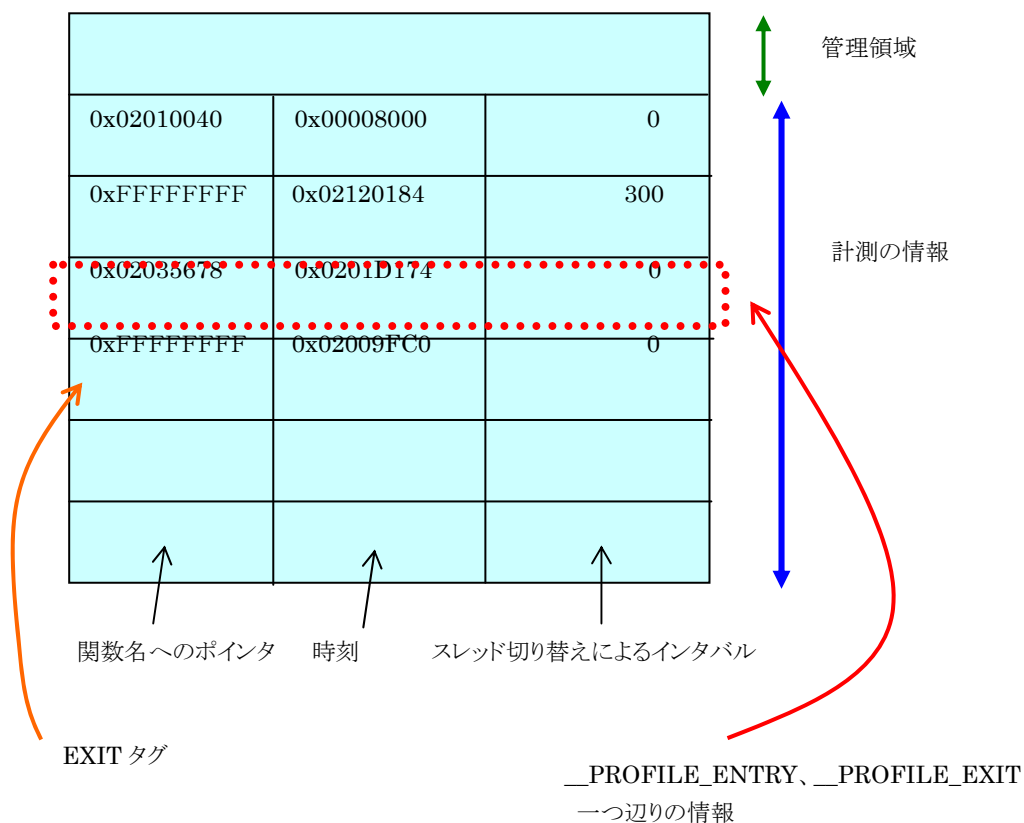 管理領域
0x02010040 0x00008000 0
0xFFFFFFFF 0x02120184 300
計測の情報
0x02035678 0x0201D174 0
0xFFFFFFFF 0x02009FC0 0
関数名へのポインタ 時刻 スレッド切り替えによるインタバル
EXIT タグ
__PROFILE_ENTRY、__PROFILE_EXIT
一つ辺りの情報